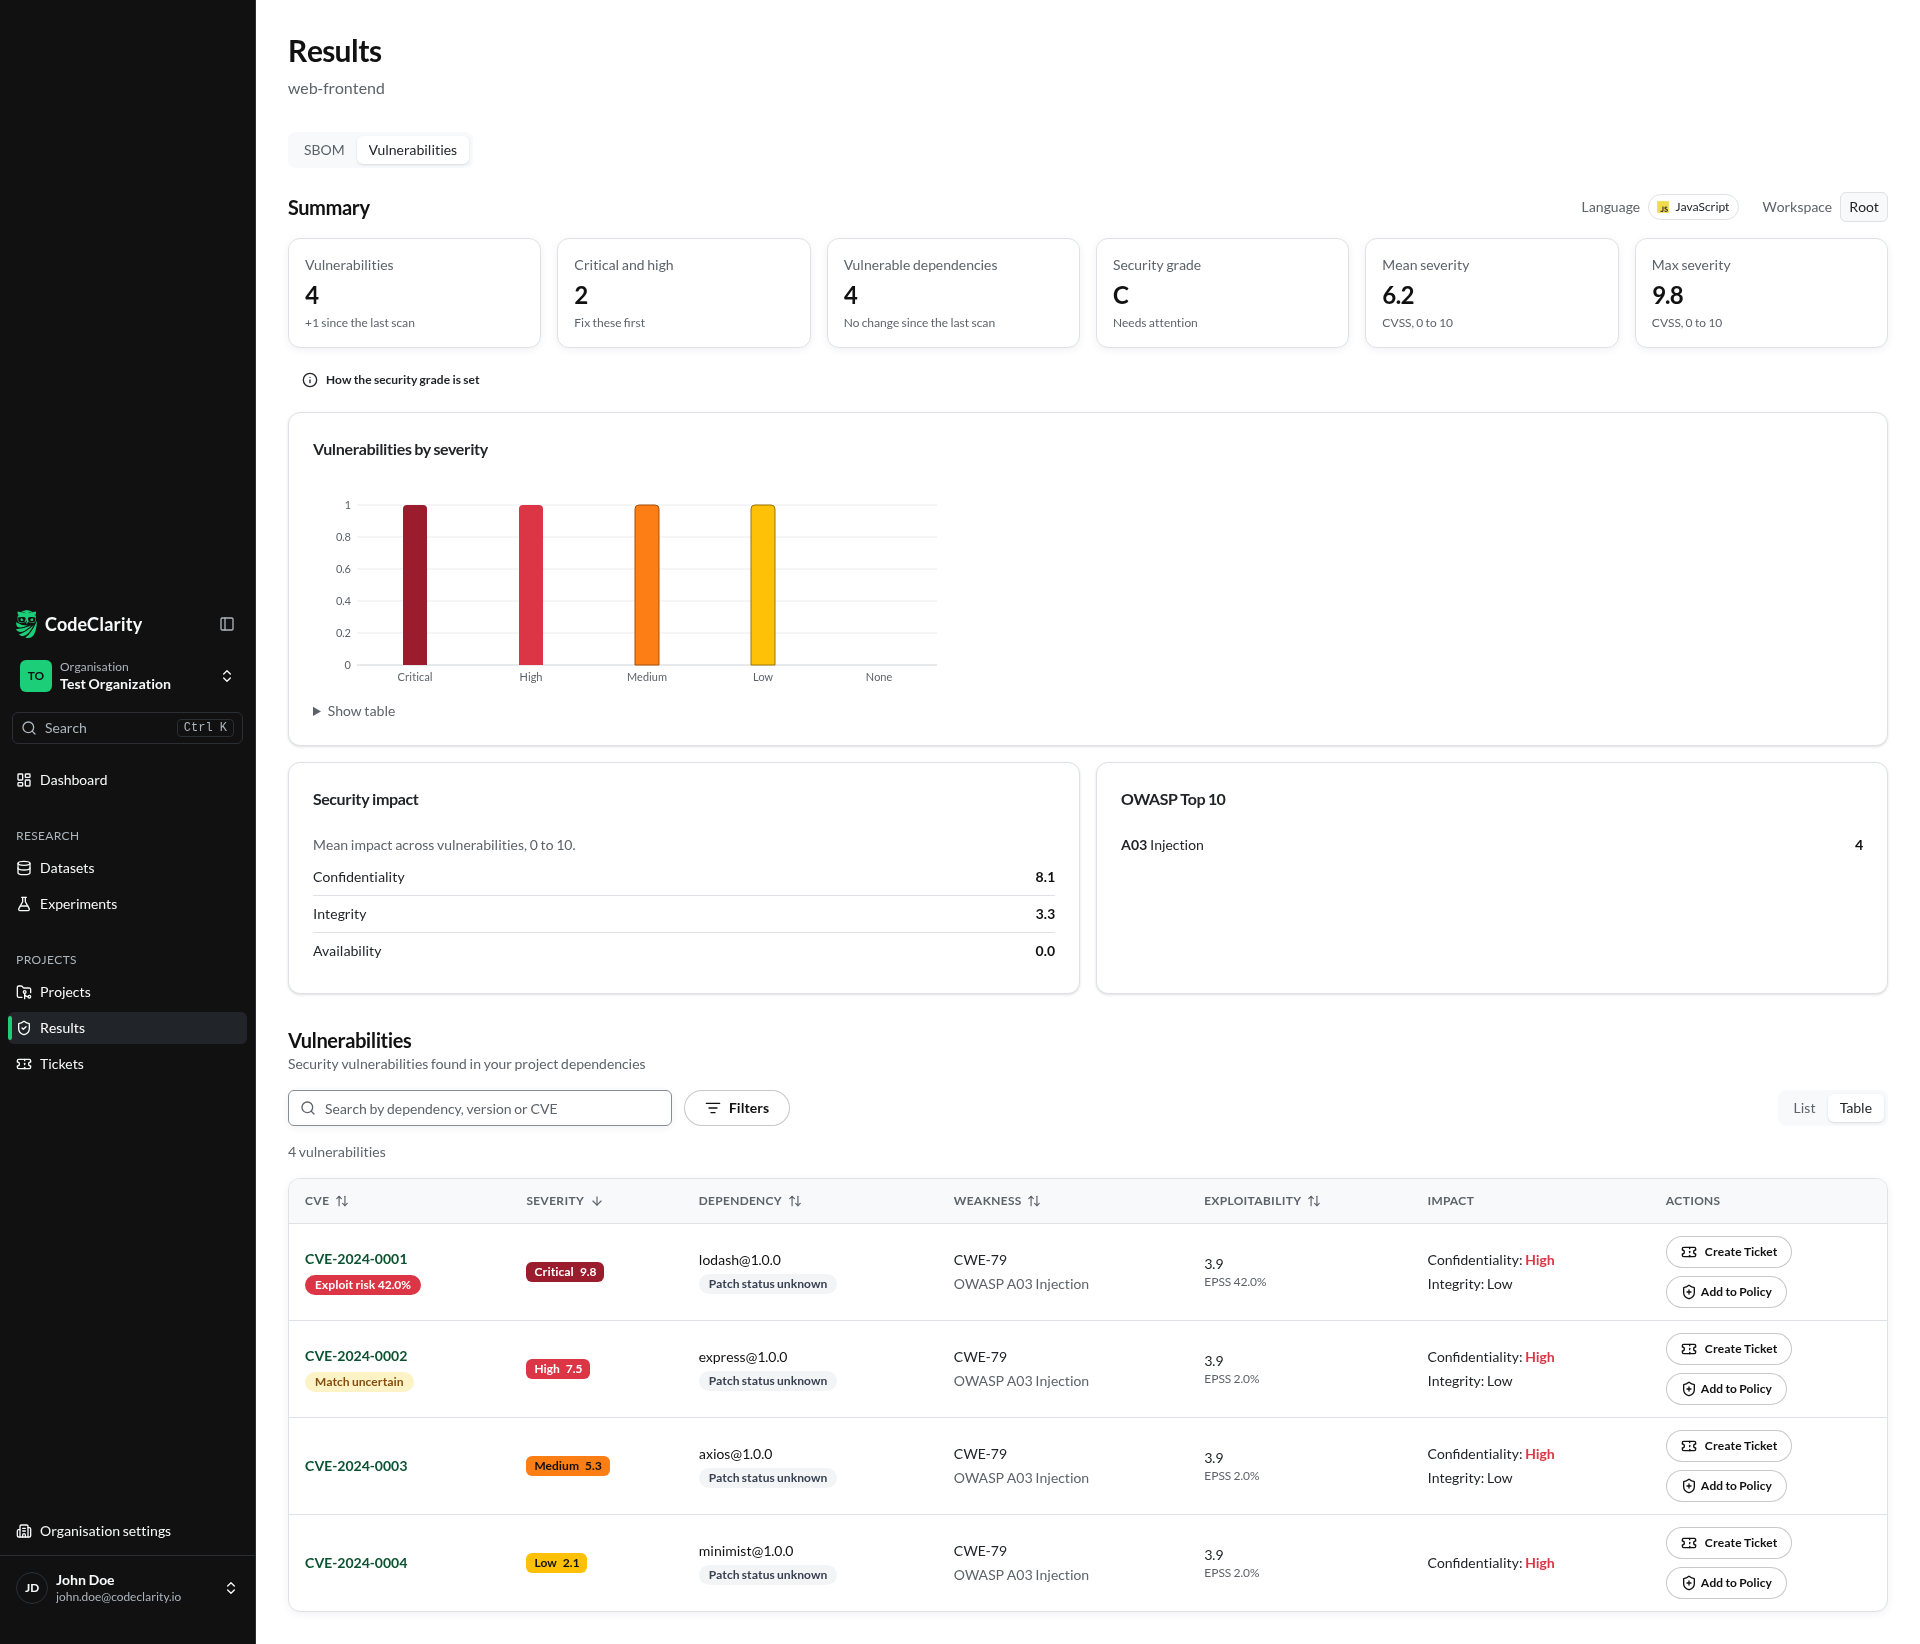 CodeClarity
TO
Organisation
Test Organization
Search
Ctrl K
Dashboard
RESEARCH
Datasets
Experiments
PROJECTS
Projects
Results
Tickets
Organisation settings
JD
John Doe
john.doe@codeclarity.io
Results
web-frontend
SBOM
Vulnerabilities
Summary
Language
JS
JavaScript
Workspace
Root
Vulnerabilities
4
+1 since the last scan
Critical and high
2
Fix these first
Vulnerable dependencies
4
No change since the last scan
Security grade
C
Needs attention
Mean severity
6.2
CVSS, 0 to 10
Max severity
9.8
CVSS, 0 to 10
How the security grade is set
Vulnerabilities by severity
1
0.8
0.6
0.4
0.2
0
Critical
High
Medium
Low
None
Show table
Security impact
Mean impact across vulnerabilities, 0 to 10.
Confidentiality 8.1
Integrity 3.3
Availability 0.0
OWASP Top 10
A03 Injection 4
Vulnerabilities
Security vulnerabilities found in your project dependencies
Search by dependency, version or CVE
Filters
List
Table
4 vulnerabilities
CVE SEVERITY DEPENDENCY WEAKNESS EXPLOITABILITY IMPACT ACTIONS
CVE-2024-0001
Exploit risk 42.0%
Critical 9.8
lodash@1.0.0
Patch status unknown
CWE-79
OWASP A03 Injection
3.9
EPSS 42.0%
Confidentiality: High
Integrity: Low
Create Ticket
Add to Policy
CVE-2024-0002
Match uncertain
High 7.5
express@1.0.0
Patch status unknown
CWE-79
OWASP A03 Injection
3.9
EPSS 2.0%
Confidentiality: High
Integrity: Low
Create Ticket
Add to Policy
CVE-2024-0003
Medium 5.3
axios@1.0.0
Patch status unknown
CWE-79
OWASP A03 Injection
3.9
EPSS 2.0%
Confidentiality: High
Integrity: Low
Create Ticket
Add to Policy
CVE-2024-0004
Low 2.1
minimist@1.0.0
Patch status unknown
CWE-79
OWASP A03 Injection
3.9
EPSS 2.0%
Confidentiality: High
Create Ticket
Add to Policy